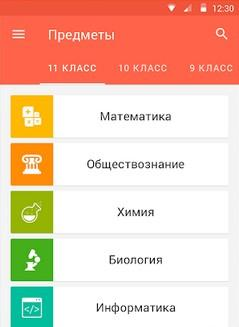 12:30
Предметы
11 КЛАСС 10 КЛАСС 9 КЛАСС
Математика
Обществознание
Химия
Биология
Информатика